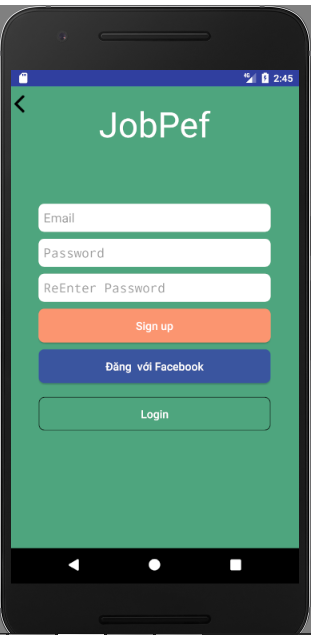 2:45
JobPef
Email
Password
ReEnter Password
Sign up
Đăng với Facebook
Login